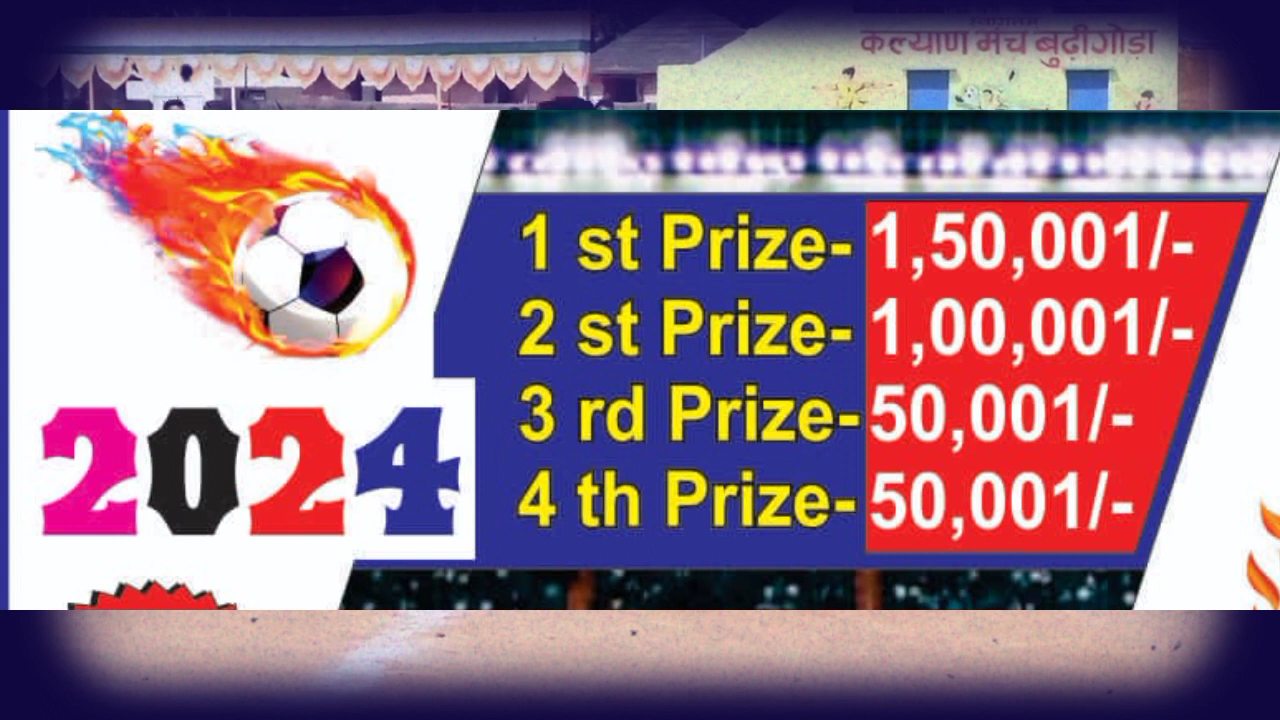 कल्याण मंच बुढ़ीगोड़ा
2024
1 st Prize- 1,50,001/-
2 st Prize- 1,00,001/-
3 rd Prize- 50,001/-
4 th Prize- 50,001/-